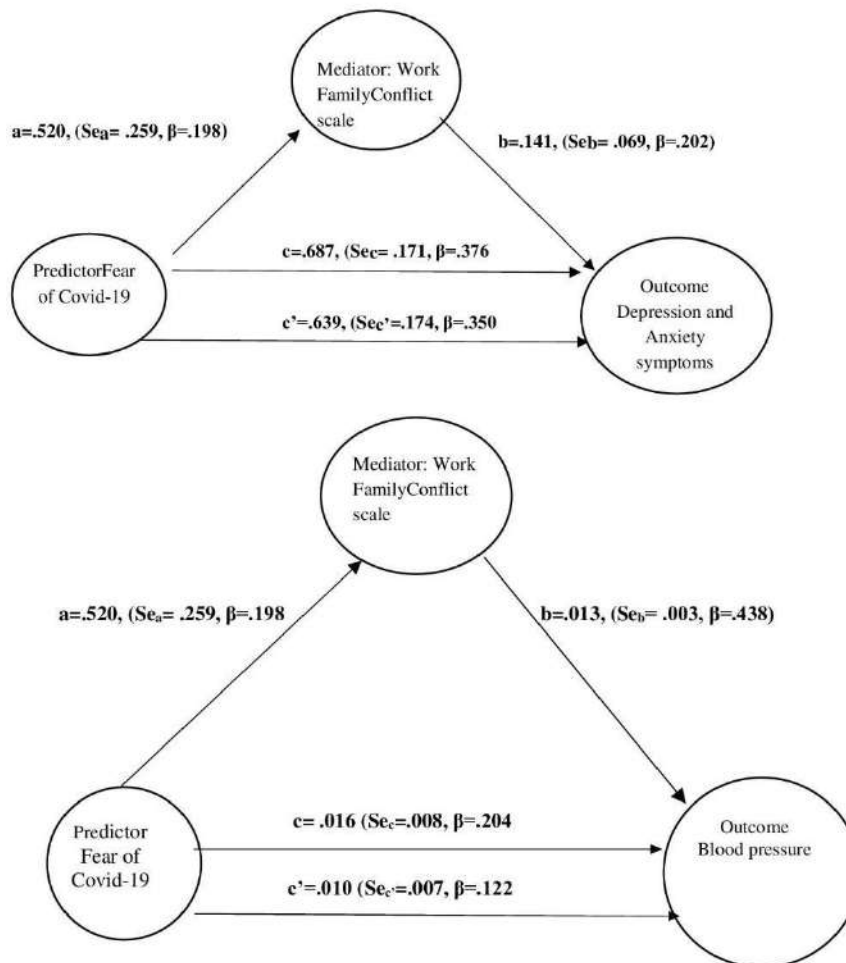 Mediator: Work
FamilyConflict
scale
a=.520, (Sea= .259, β=.198)
b=.141, (Seb= .069, β=.202)
c=.687, (Sec= .171, β=.376
PredictorFear
of Covid-19
c’=.639, (Sec’=.174, β=.350
Outcome
Depression and
Anxiety
symptoms
Mediator: Work
FamilyConflict
scale
a=.520, (Seₐ= .259, β=.198
b=.013, (Seb= .003, β=.438)
Predictor
Fear of
Covid-19
c= .016 (Sec=.008, β=.204
c’=.010 (Sec’=.007, β=.122
Outcome
Blood pressure